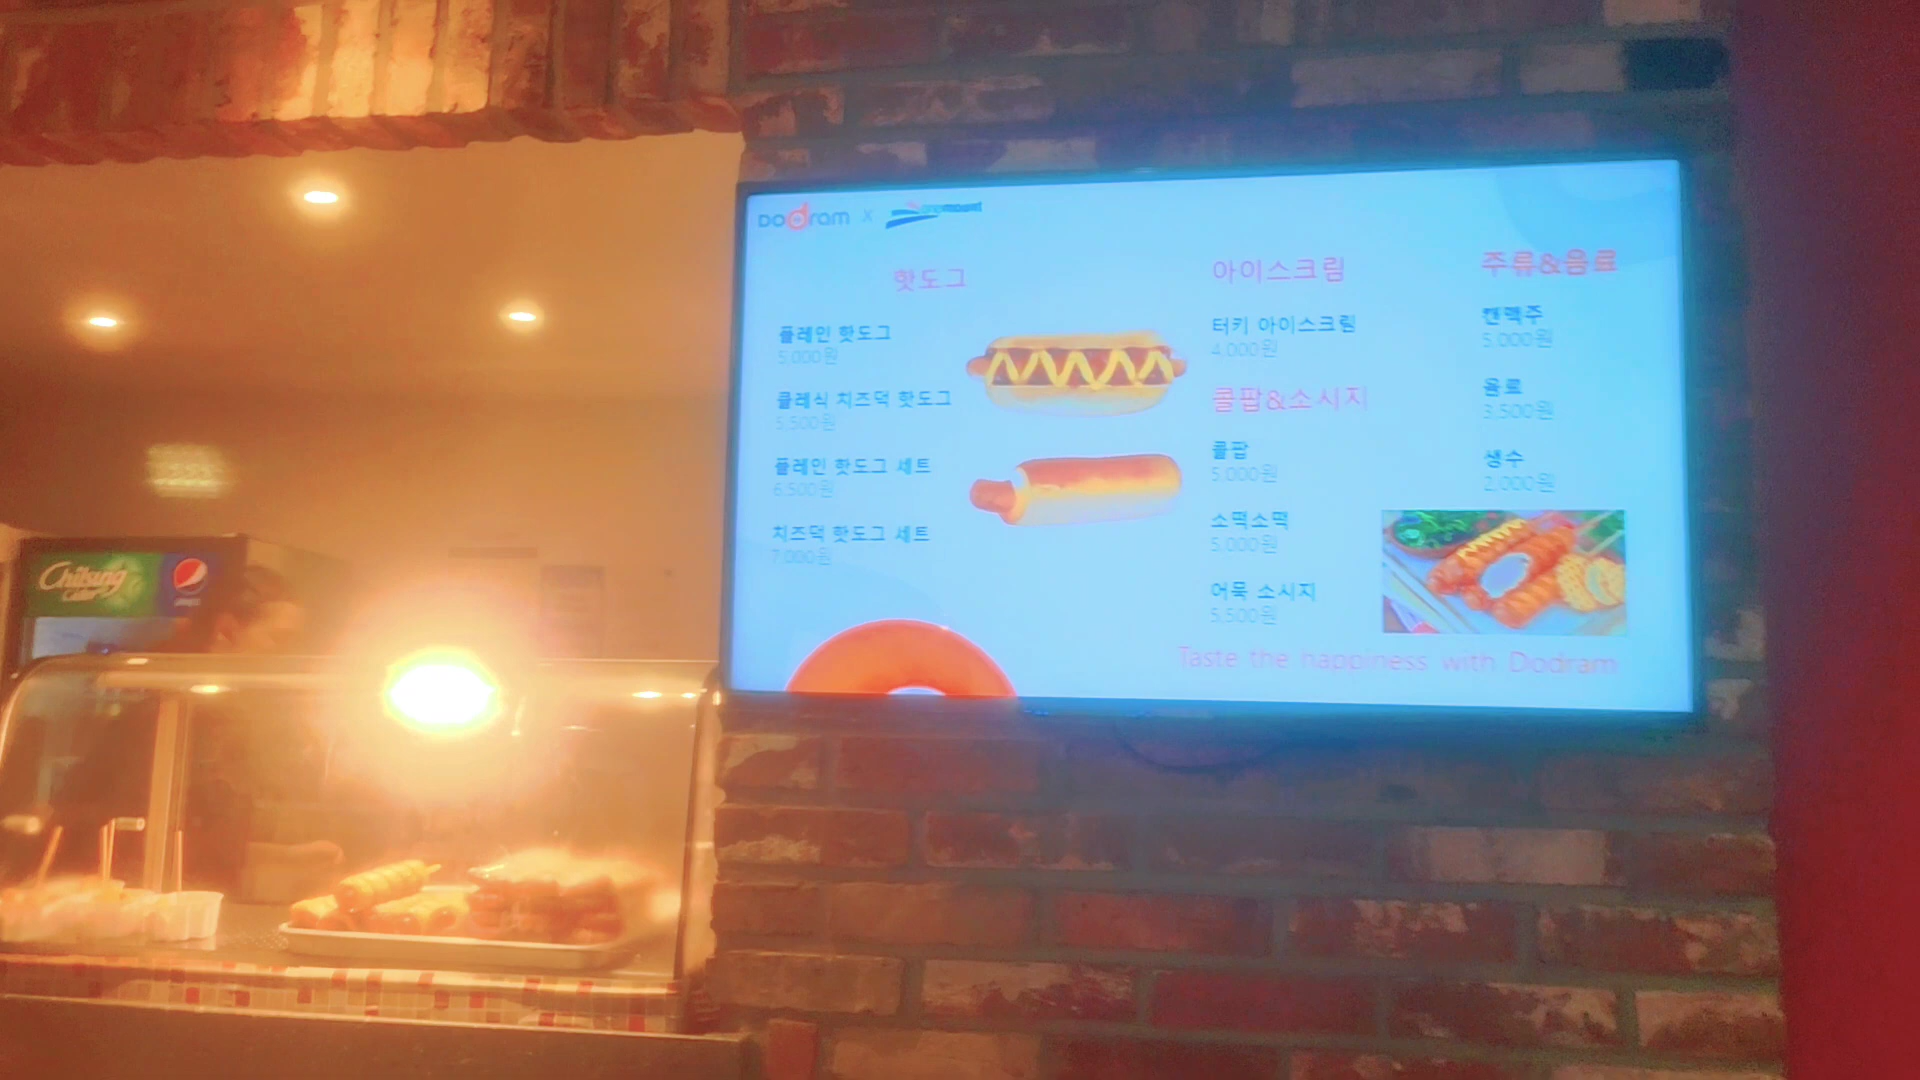 Dodram X onemount
핫도그
플레인 핫도그
5,000원
클레식 치즈덕 핫도그
5,500원
플레인 핫도그 세트
6,500원
치즈덕 핫도그 세트
7,000원
아이스크림
터키 아이스크림
4,000원
콜팝&소시지
콜팝
5,000원
소떡소떡
5,000원
어묵 소시지
5,500원
주류&음료
캔맥주
5,000원
음료
3,500원
생수
2,000원
Taste the happiness with Dodram
Chilsung
Cider